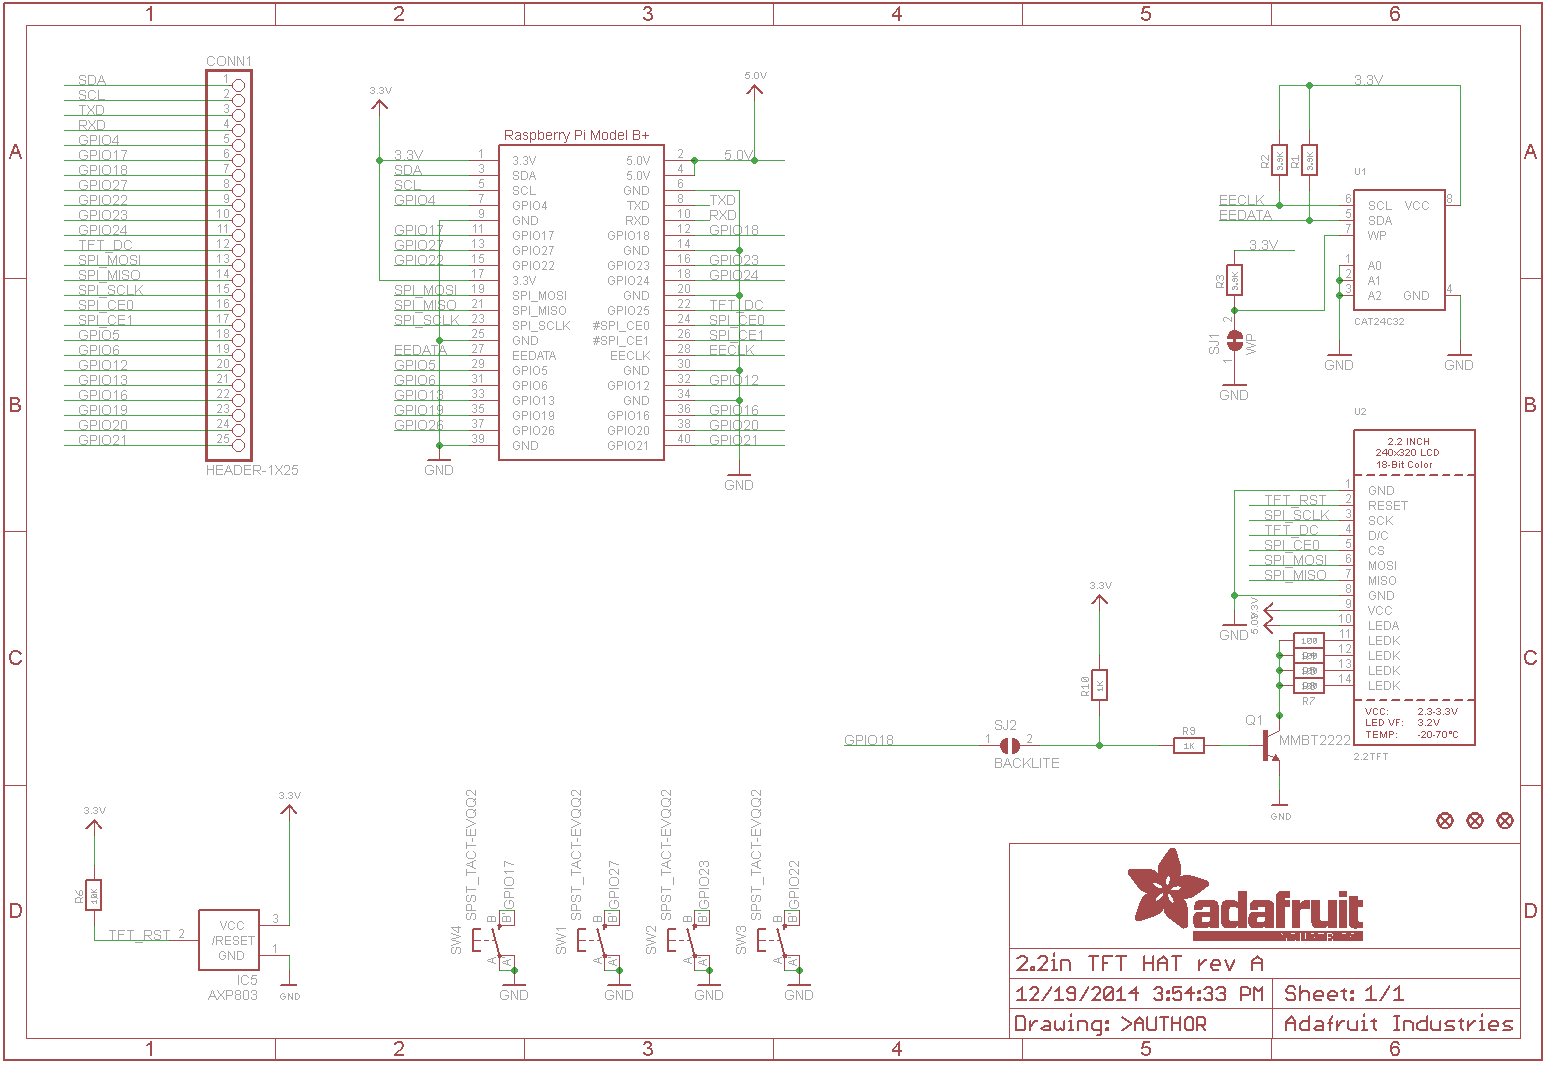 1 2 3 4 5 6
A
B
C
D
CONN1
SDA 1
SCL 2
TXD 3
RXD 4
GPIO4 5
GPIO17 6
GPIO18 7
GPIO27 8
GPIO22 9
GPIO23 10
GPIO24 11
TFT_DC 12
SPI_MOSI 13
SPI_MISO 14
SPI_SCLK 15
SPI_CE0 16
SPI_CE1 17
GPIO5 18
GPIO6 19
GPIO12 20
GPIO13 21
GPIO16 22
GPIO19 23
GPIO20 24
GPIO21 25
HEADER-1X25
3.3V
5.0V
Raspberry Pi Model B+
3.3V 1 3.3V 5.0V 2 5.0V
SDA 3 SDA 5.0V 4
SCL 5 SCL GND 6
GPIO4 7 GPIO4 TXD 8 TXD
9 GND RXD 10 RXD
GPIO17 11 GPIO17 GPIO18 12 GPIO18
GPIO27 13 GPIO27 GND 14
GPIO22 15 GPIO22 GPIO23 16 GPIO23
17 3.3V GPIO24 18 GPIO24
SPI_MOSI 19 SPI_MOSI GND 20
SPI_MISO 21 SPI_MISO GPIO25 22 TFT_DC
SPI_SCLK 23 SPI_SCLK #SPI_CE0 24 SPI_CE0
25 GND #SPI_CE1 26 SPI_CE1
EEDATA 27 EEDATA EECLK 28 EECLK
GPIO5 29 GPIO5 GND 30
GPIO6 31 GPIO6 GPIO12 32 GPIO12
GPIO13 33 GPIO13 GND 34
GPIO19 35 GPIO19 GPIO16 36 GPIO16
GPIO26 37 GPIO26 GPIO20 38 GPIO20
39 GND GPIO21 40 GPIO21
GND
GND
3.3V
R2 3.9K
R1 3.9K
U1
EECLK 6 SCL VCC 8
EEDATA 5 SDA
7 WP
1 A0
2 A1
3 A2 GND 4
CAT24C32
3.3V
R3 3.9K
2
SJ1
WP
1
GND
GND
GND
U2
2.2 INCH
240x320 LCD
18-Bit Color
1 GND
TFT_RST 2 RESET
SPI_SCLK 3 SCK
TFT_DC 4 D/C
SPI_CE0 5 CS
SPI_MOSI 6 MOSI
SPI_MISO 7 MISO
8 GND
3.3V 9 VCC
5.0V 10 LEDA
GND
100 11 LEDK
12 LEDK
13 LEDK
14 LEDK
R7
VCC: 2.3-3.3V
LED VF: 3.2V
TEMP: -20-70°C
2.2TFT
3.3V
R10 1K
GPIO18
SJ2
1 2
BACKLITE
R9
1K
Q1
MMBT2222
GND
3.3V
R6 10K
3.3V
TFT_RST 2
VCC 3
/RESET
GND 1
IC5
AXP803
GND
SW4 SPST_TACT-EVQQ2 GPIO17 B B' A A' GND
SW1 SPST_TACT-EVQQ2 GPIO27 B B' A A' GND
SW2 SPST_TACT-EVQQ2 GPIO23 B B' A A' GND
SW3 SPST_TACT-EVQQ2 GPIO22 B B' A A' GND
adafruit
2.2in TFT HAT rev A
12/19/2014 3:54:33 PM
Sheet: 1/1
Drawing: >AUTHOR
Adafruit Industries
A
B
C
D
1 2 3 4 5 6